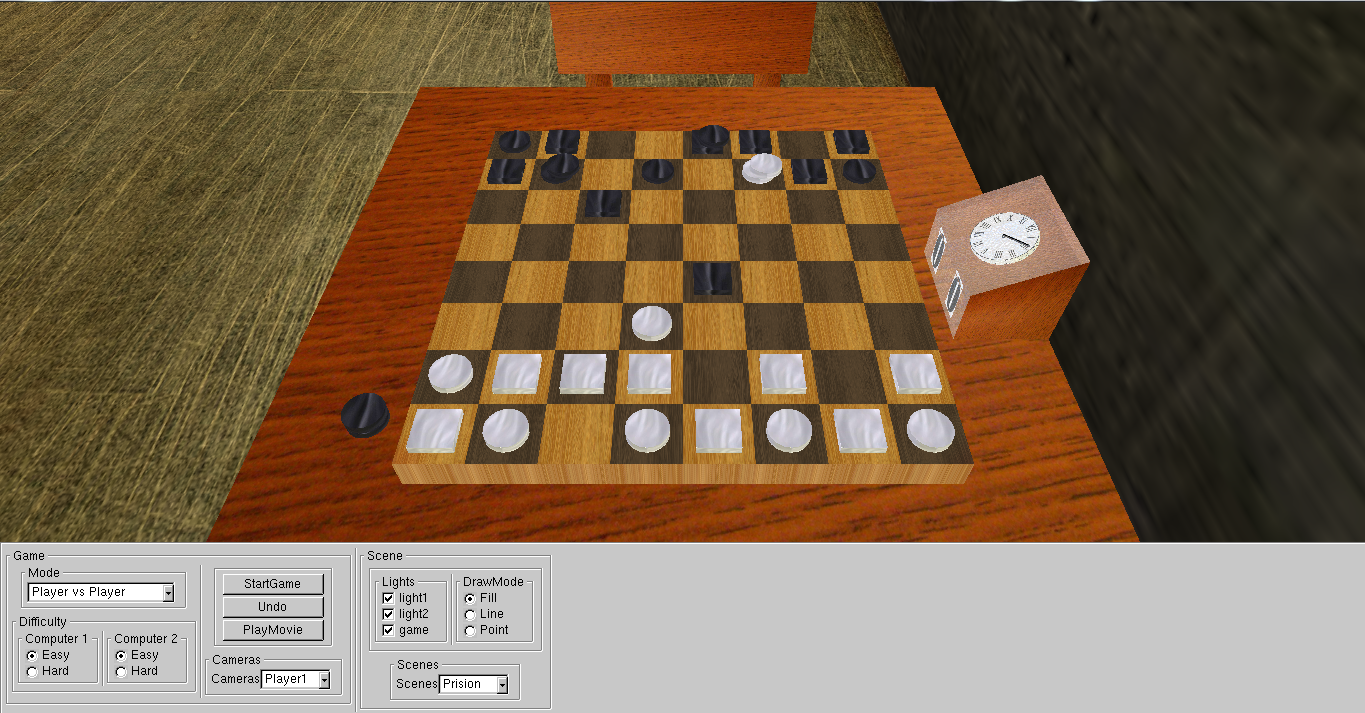 Game
Mode
Player vs Player
Difficulty
Computer 1
Easy
Hard
Computer 2
Easy
Hard
StartGame
Undo
PlayMovie
Cameras
Cameras Player1
Scene
Lights
light1
light2
game
DrawMode
Fill
Line
Point
Scenes
Scenes Prision